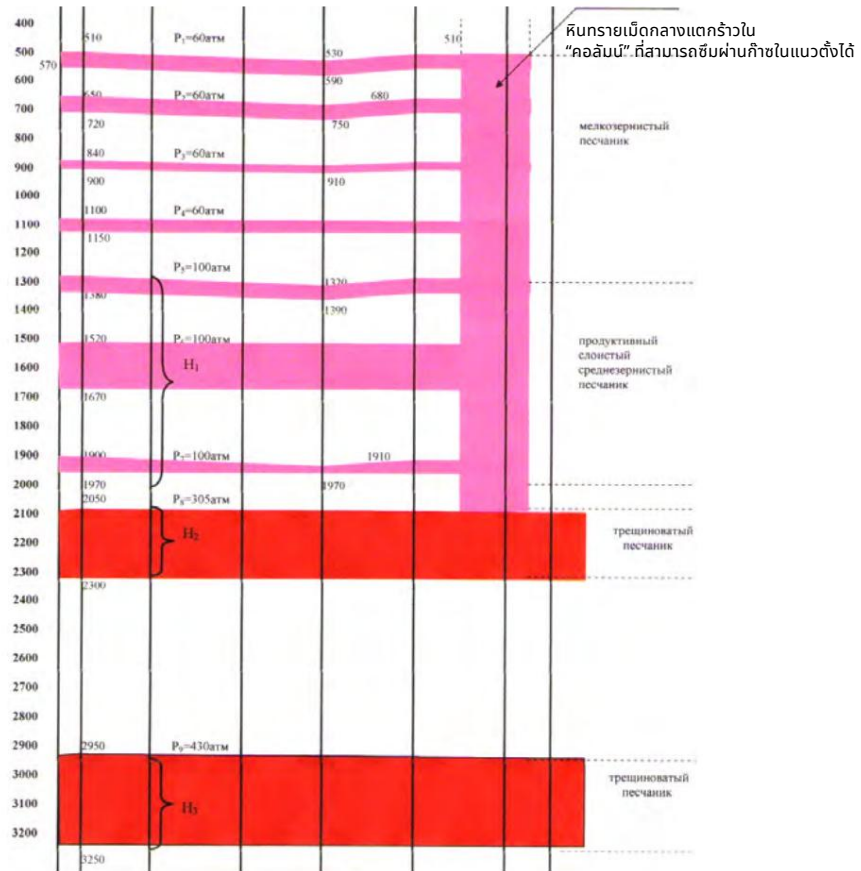 หินทรายเม็ดกลางแตกร้าวใน
“คอลัมน์” ที่สามารถซึมผ่านก๊าซในแนวตั้งได้
400
500
600
700
800
900
1000
1100
1200
1300
1400
1500
1600
1700
1800
1900
2000
2100
2200
2300
2400
2500
2600
2700
2800
2900
3000
3100
3200
510 P₁=60атм 530 510
570 590
650 P₂=60атм 680
720 750
840 P₃=60атм
900 910
1100 P₄=60атм
1150
P₅=100атм 1320
1380 1390
1520 P₆=100атм
H₁
1670
1900 P₇=100атм 1910
1970 1970
2050 P₈=305атм
H₂
2300
2950 P₉=430атм
H₃
3250
мелкозернистый
песчаник
продуктивный
слоистый
среднезернистый
песчаник
трещиноватый
песчаник
трещиноватый
песчаник